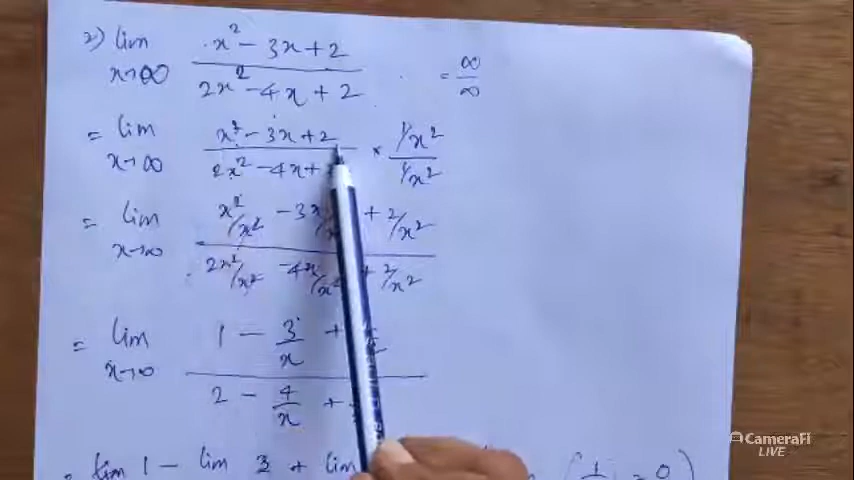 2) lim x→∞ x² - 3x + 2 / 2x² - 4x + 2 = ∞/∞
= lim x→∞ x² - 3x + 2 / 2x² - 4x + × 1/x² / 1/x²
= lim x→∞ x²/x² - 3x + 2/x² / 2x²/x² - 4x/x² + 2/x²
= lim x→∞ 1 - 3/x + / 2 - 4/x +
= lim 1 - lim 3 + lim
CameraFi
LIVE